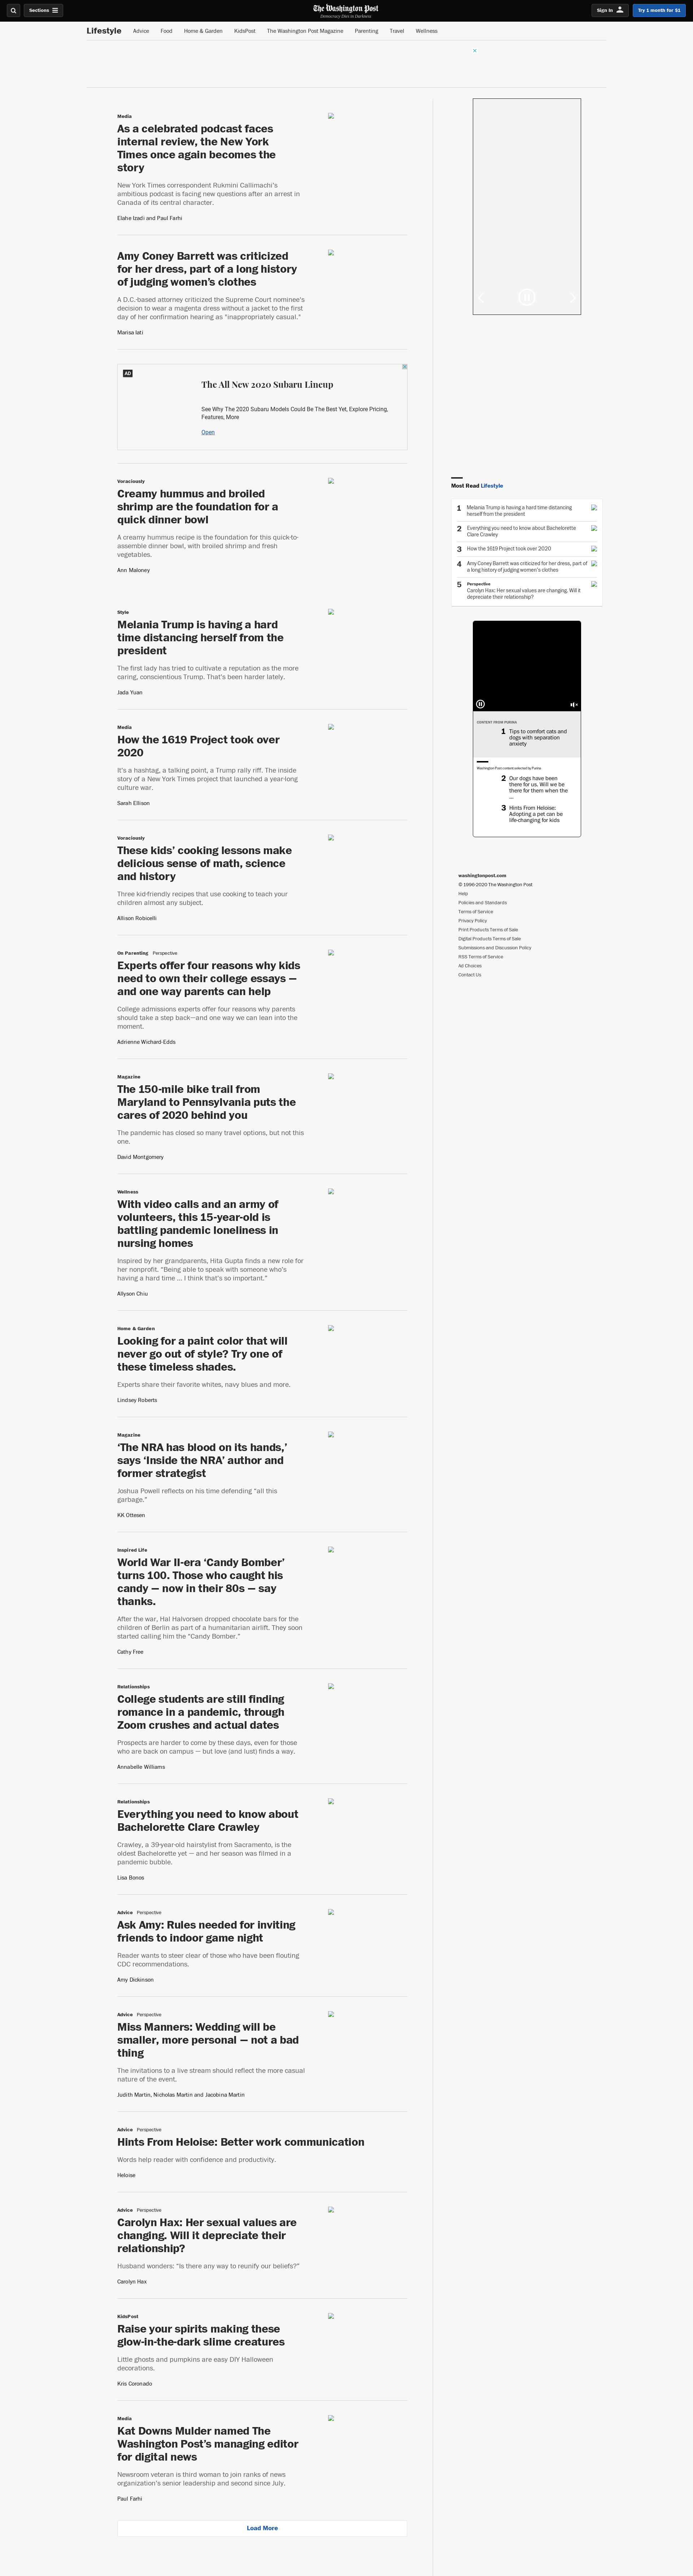 Sections
The Washington Post
Democracy Dies in Darkness
Sign In
Try 1 month for $1
Lifestyle
Advice
Food
Home & Garden
KidsPost
The Washington Post Magazine
Parenting
Travel
Wellness
Media
As a celebrated podcast faces
internal review, the New York
Times once again becomes the
story
New York Times correspondent Rukmini Callimachi's
ambitious podcast is facing new questions after an arrest in
Canada of its central character.
Elahe Izadi and Paul Farhi
Amy Coney Barrett was criticized
for her dress, part of a long history
of judging women's clothes
A D.C.-based attorney criticized the Supreme Court nominee's
decision to wear a magenta dress without a jacket to the first
day of her confirmation hearing as "inappropriately casual."
Marisa Iati
AD
The All New 2020 Subaru Lineup
See Why The 2020 Subaru Models Could Be The Best Yet, Explore Pricing,
Features, More
Open
Voraciously
Creamy hummus and broiled
shrimp are the foundation for a
quick dinner bowl
A creamy hummus recipe is the foundation for this quick-to-
assemble dinner bowl, with broiled shrimp and fresh
vegetables.
Ann Maloney
Style
Melania Trump is having a hard
time distancing herself from the
president
The first lady has tried to cultivate a reputation as the more
caring, conscientious Trump. That's been harder lately.
Jada Yuan
Media
How the 1619 Project took over
2020
It's a hashtag, a talking point, a Trump rally riff. The inside
story of a New York Times project that launched a year-long
culture war.
Sarah Ellison
Voraciously
These kids' cooking lessons make
delicious sense of math, science
and history
Three kid-friendly recipes that use cooking to teach your
children almost any subject.
Allison Robicelli
On Parenting Perspective
Experts offer four reasons why kids
need to own their college essays —
and one way parents can help
College admissions experts offer four reasons why parents
should take a step back—and one way we can lean into the
moment.
Adrienne Wichard-Edds
Magazine
The 150-mile bike trail from
Maryland to Pennsylvania puts the
cares of 2020 behind you
The pandemic has closed so many travel options, but not this
one.
David Montgomery
Wellness
With video calls and an army of
volunteers, this 15-year-old is
battling pandemic loneliness in
nursing homes
Inspired by her grandparents, Hita Gupta finds a new role for
her nonprofit. "Being able to speak with someone who's
having a hard time ... I think that's so important."
Allyson Chiu
Home & Garden
Looking for a paint color that will
never go out of style? Try one of
these timeless shades.
Experts share their favorite whites, navy blues and more.
Lindsey Roberts
Magazine
'The NRA has blood on its hands,'
says 'Inside the NRA' author and
former strategist
Joshua Powell reflects on his time defending "all this
garbage."
KK Ottesen
Inspired Life
World War II-era 'Candy Bomber'
turns 100. Those who caught his
candy — now in their 80s — say
thanks.
After the war, Hal Halvorsen dropped chocolate bars for the
children of Berlin as part of a humanitarian airlift. They soon
started calling him the "Candy Bomber."
Cathy Free
Relationships
College students are still finding
romance in a pandemic, through
Zoom crushes and actual dates
Prospects are harder to come by these days, even for those
who are back on campus — but love (and lust) finds a way.
Annabelle Williams
Relationships
Everything you need to know about
Bachelorette Clare Crawley
Crawley, a 39-year-old hairstylist from Sacramento, is the
oldest Bachelorette yet — and her season was filmed in a
pandemic bubble.
Lisa Bonos
Advice Perspective
Ask Amy: Rules needed for inviting
friends to indoor game night
Reader wants to steer clear of those who have been flouting
CDC recommendations.
Amy Dickinson
Advice Perspective
Miss Manners: Wedding will be
smaller, more personal — not a bad
thing
The invitations to a live stream should reflect the more casual
nature of the event.
Judith Martin, Nicholas Martin and Jacobina Martin
Advice Perspective
Hints From Heloise: Better work communication
Words help reader with confidence and productivity.
Heloise
Advice Perspective
Carolyn Hax: Her sexual values are
changing. Will it depreciate their
relationship?
Husband wonders: "Is there any way to reunify our beliefs?"
Carolyn Hax
KidsPost
Raise your spirits making these
glow-in-the-dark slime creatures
Little ghosts and pumpkins are easy DIY Halloween
decorations.
Kris Coronado
Media
Kat Downs Mulder named The
Washington Post's managing editor
for digital news
Newsroom veteran is third woman to join ranks of news
organization's senior leadership and second since July.
Paul Farhi
Load More
Most Read Lifestyle
1 Melania Trump is having a hard time distancing
herself from the president
2 Everything you need to know about Bachelorette
Clare Crawley
3 How the 1619 Project took over 2020
4 Amy Coney Barrett was criticized for her dress, part of
a long history of judging women's clothes
5 Perspective
Carolyn Hax: Her sexual values are changing. Will it
depreciate their relationship?
CONTENT FROM PURINA
1 Tips to comfort cats and
dogs with separation
anxiety
Washington Post content selected by Purina
2 Our dogs have been
there for us. Will we be
there for them when the
...
3 Hints From Heloise:
Adopting a pet can be
life-changing for kids
washingtonpost.com
© 1996-2020 The Washington Post
Help
Policies and Standards
Terms of Service
Privacy Policy
Print Products Terms of Sale
Digital Products Terms of Sale
Submissions and Discussion Policy
RSS Terms of Service
Ad Choices
Contact Us